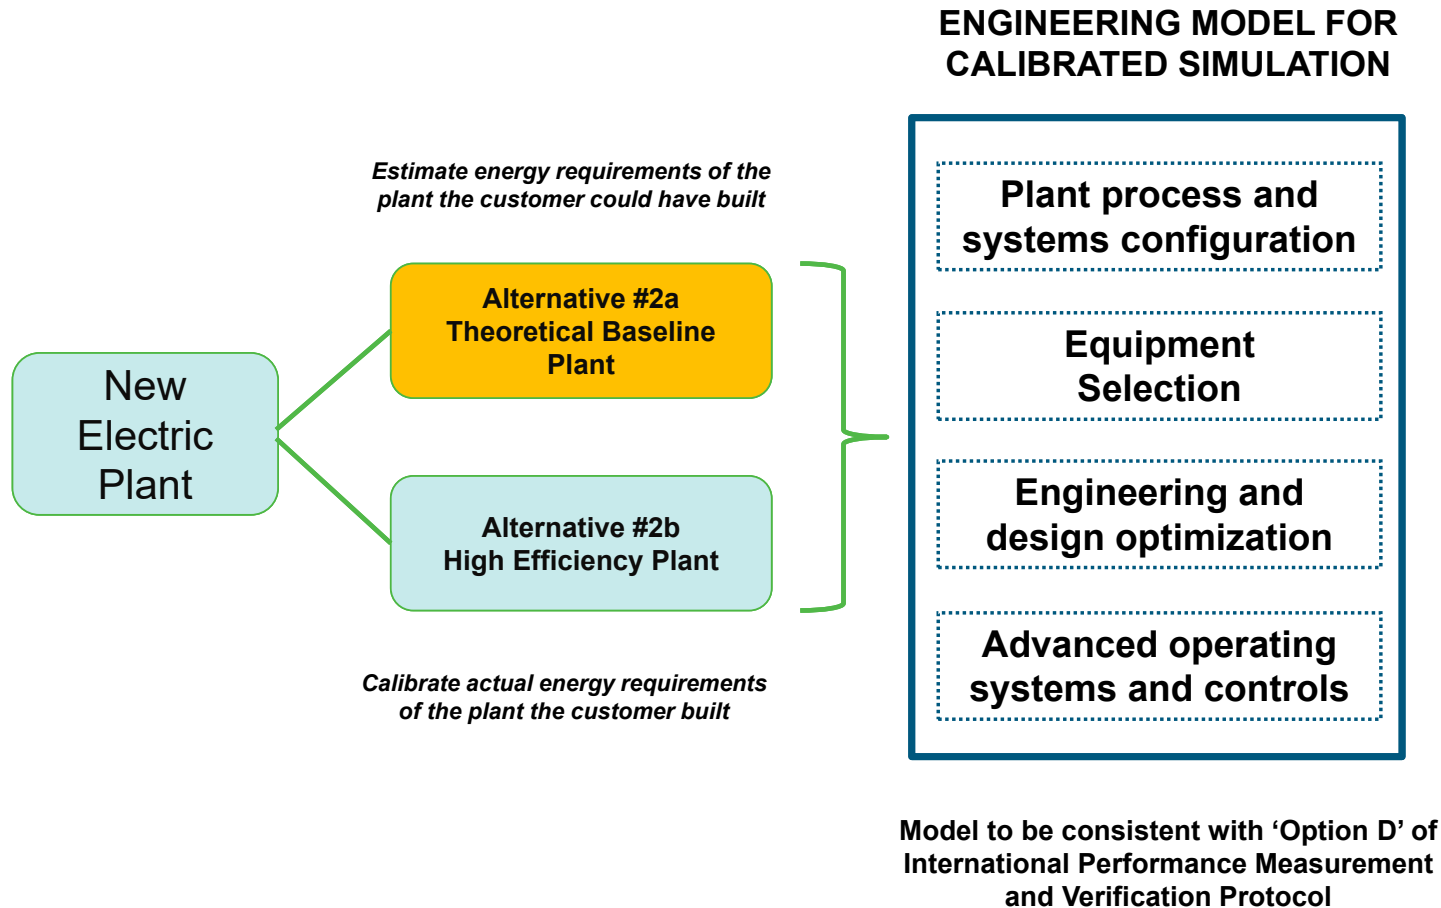 ENGINEERING MODEL FOR
CALIBRATED SIMULATION
Estimate energy requirements of the
plant the customer could have built
New
Electric
Plant
Alternative #2a
Theoretical Baseline
Plant
Alternative #2b
High Efficiency Plant
Calibrate actual energy requirements
of the plant the customer built
Plant process and
systems configuration
Equipment
Selection
Engineering and
design optimization
Advanced operating
systems and controls
Model to be consistent with ‘Option D’ of
International Performance Measurement
and Verification Protocol